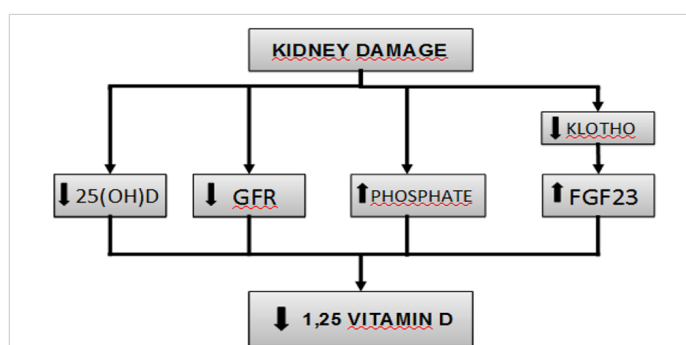 KIDNEY DAMAGE
KLOTHO
25(OH)D
GFR
PHOSPHATE
FGF23
1,25 VITAMIN D